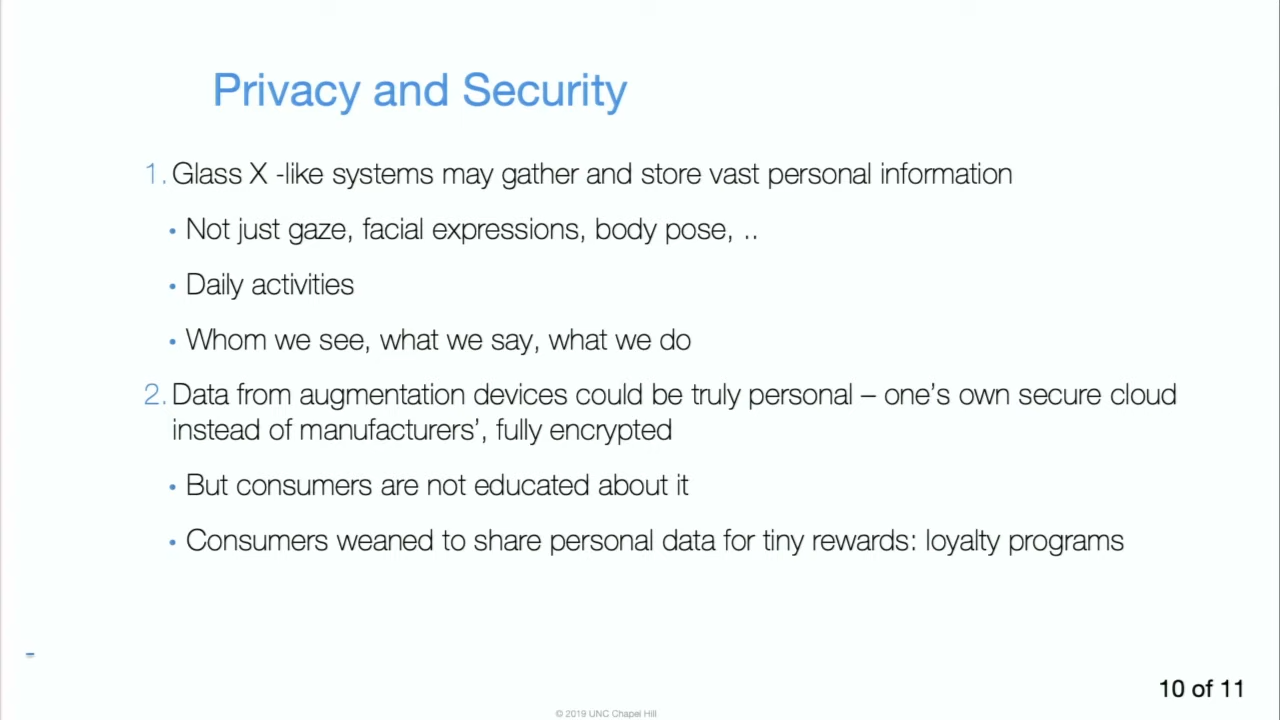 Privacy and Security
1. Glass X -like systems may gather and store vast personal information
• Not just gaze, facial expressions, body pose, ..
• Daily activities
• Whom we see, what we say, what we do
2. Data from augmentation devices could be truly personal – one’s own secure cloud
instead of manufacturers’, fully encrypted
• But consumers are not educated about it
• Consumers weaned to share personal data for tiny rewards: loyalty programs
-
10 of 11
© 2019 UNC Chapel Hill